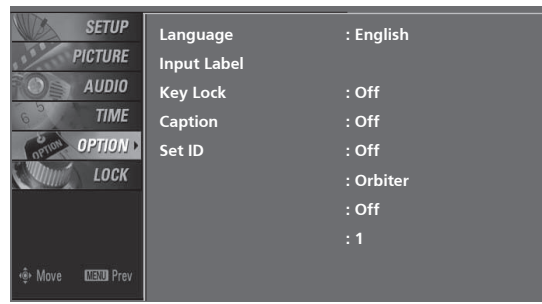 SETUP
PICTURE
AUDIO
TIME
OPTION
LOCK
Move MENU Prev
Language : English
Input Label
Key Lock : Off
Caption : Off
Set ID : Off
: Orbiter
: Off
: 1